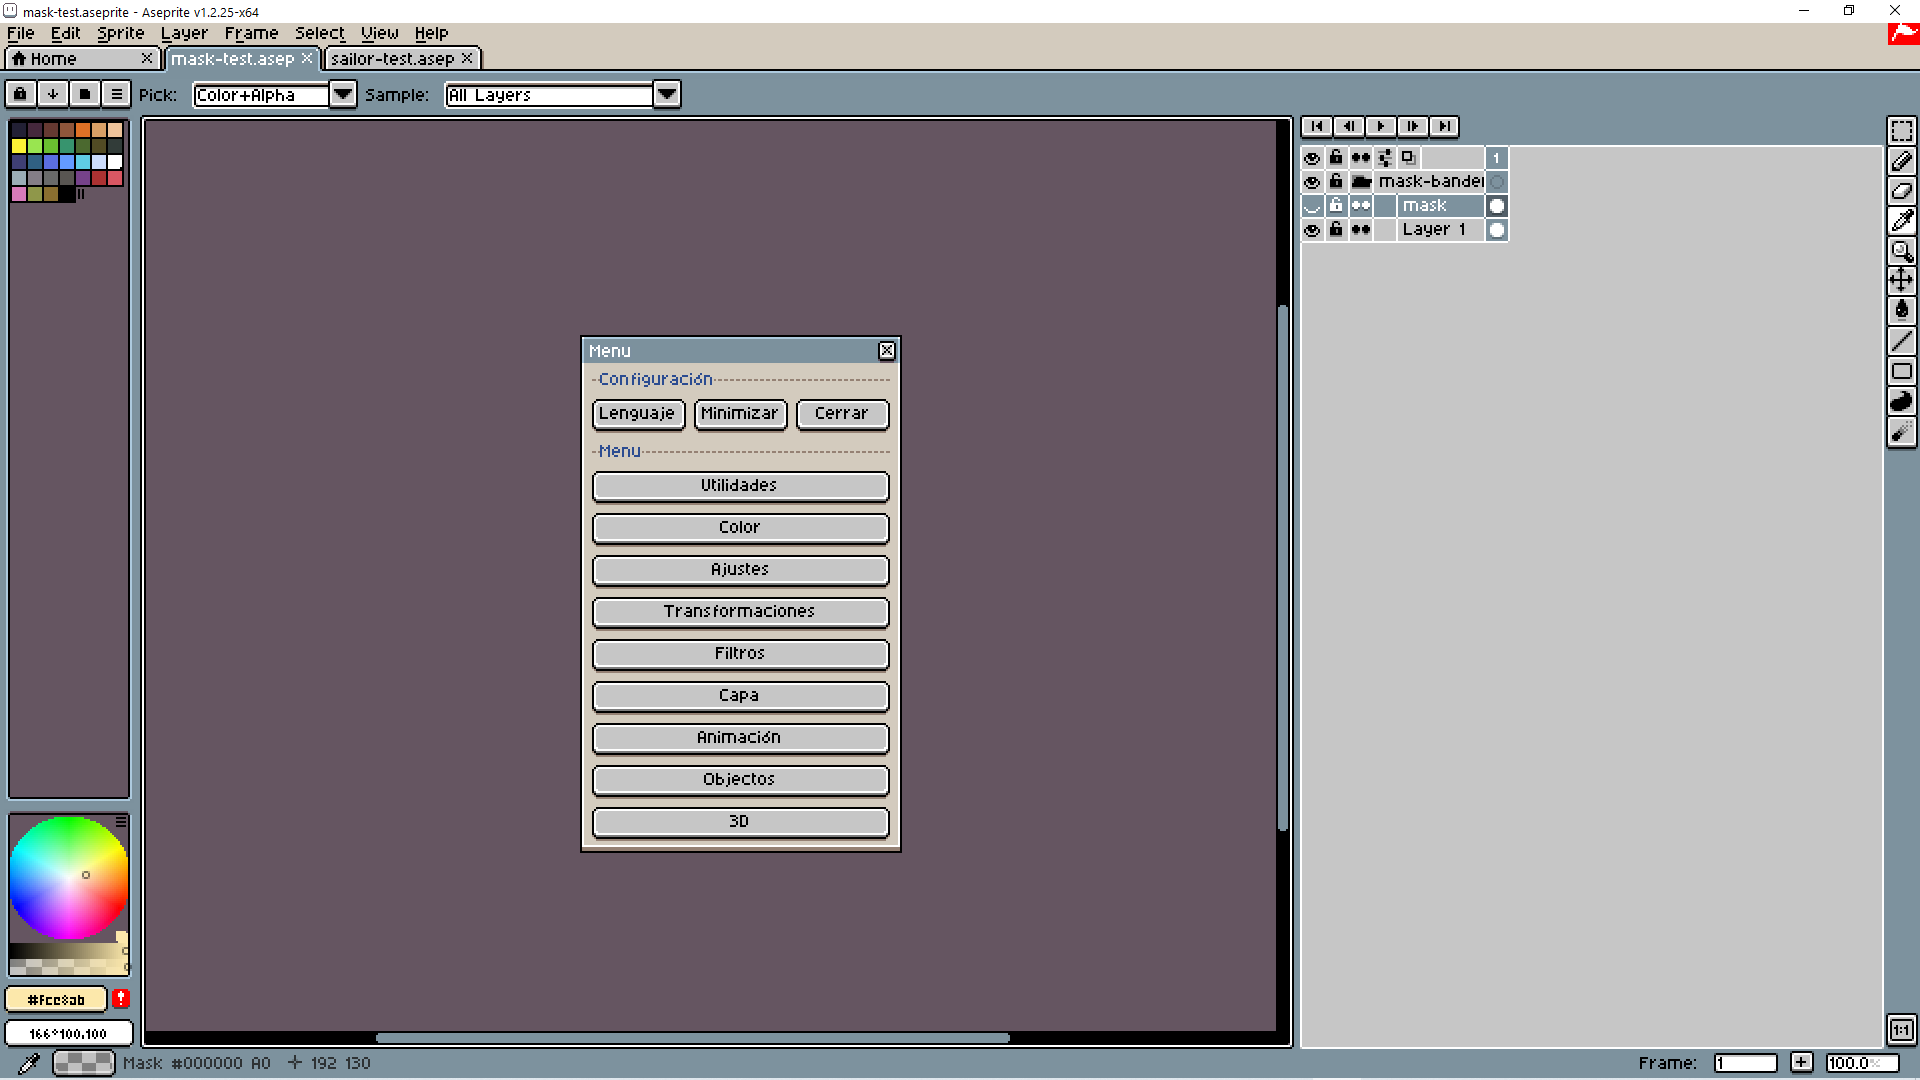 mask-test.aseprite - Aseprite v1.2.25-x64
File Edit Sprite Layer Frame Select View Help
Home mask-test.asep sailor-test.asep
Pick: Color+Alpha Sample: All Layers
1
mask-bander
mask
Layer 1
Menu
Configuración
Lenguaje Minimizar Cerrar
Menu
Utilidades
Color
Ajustes
Transformaciones
Filtros
Capa
Animación
Objectos
3D
#fce8ab
166*100,100
1:1
Mask #000000 A0 192 130
Frame: 1 + 100.0